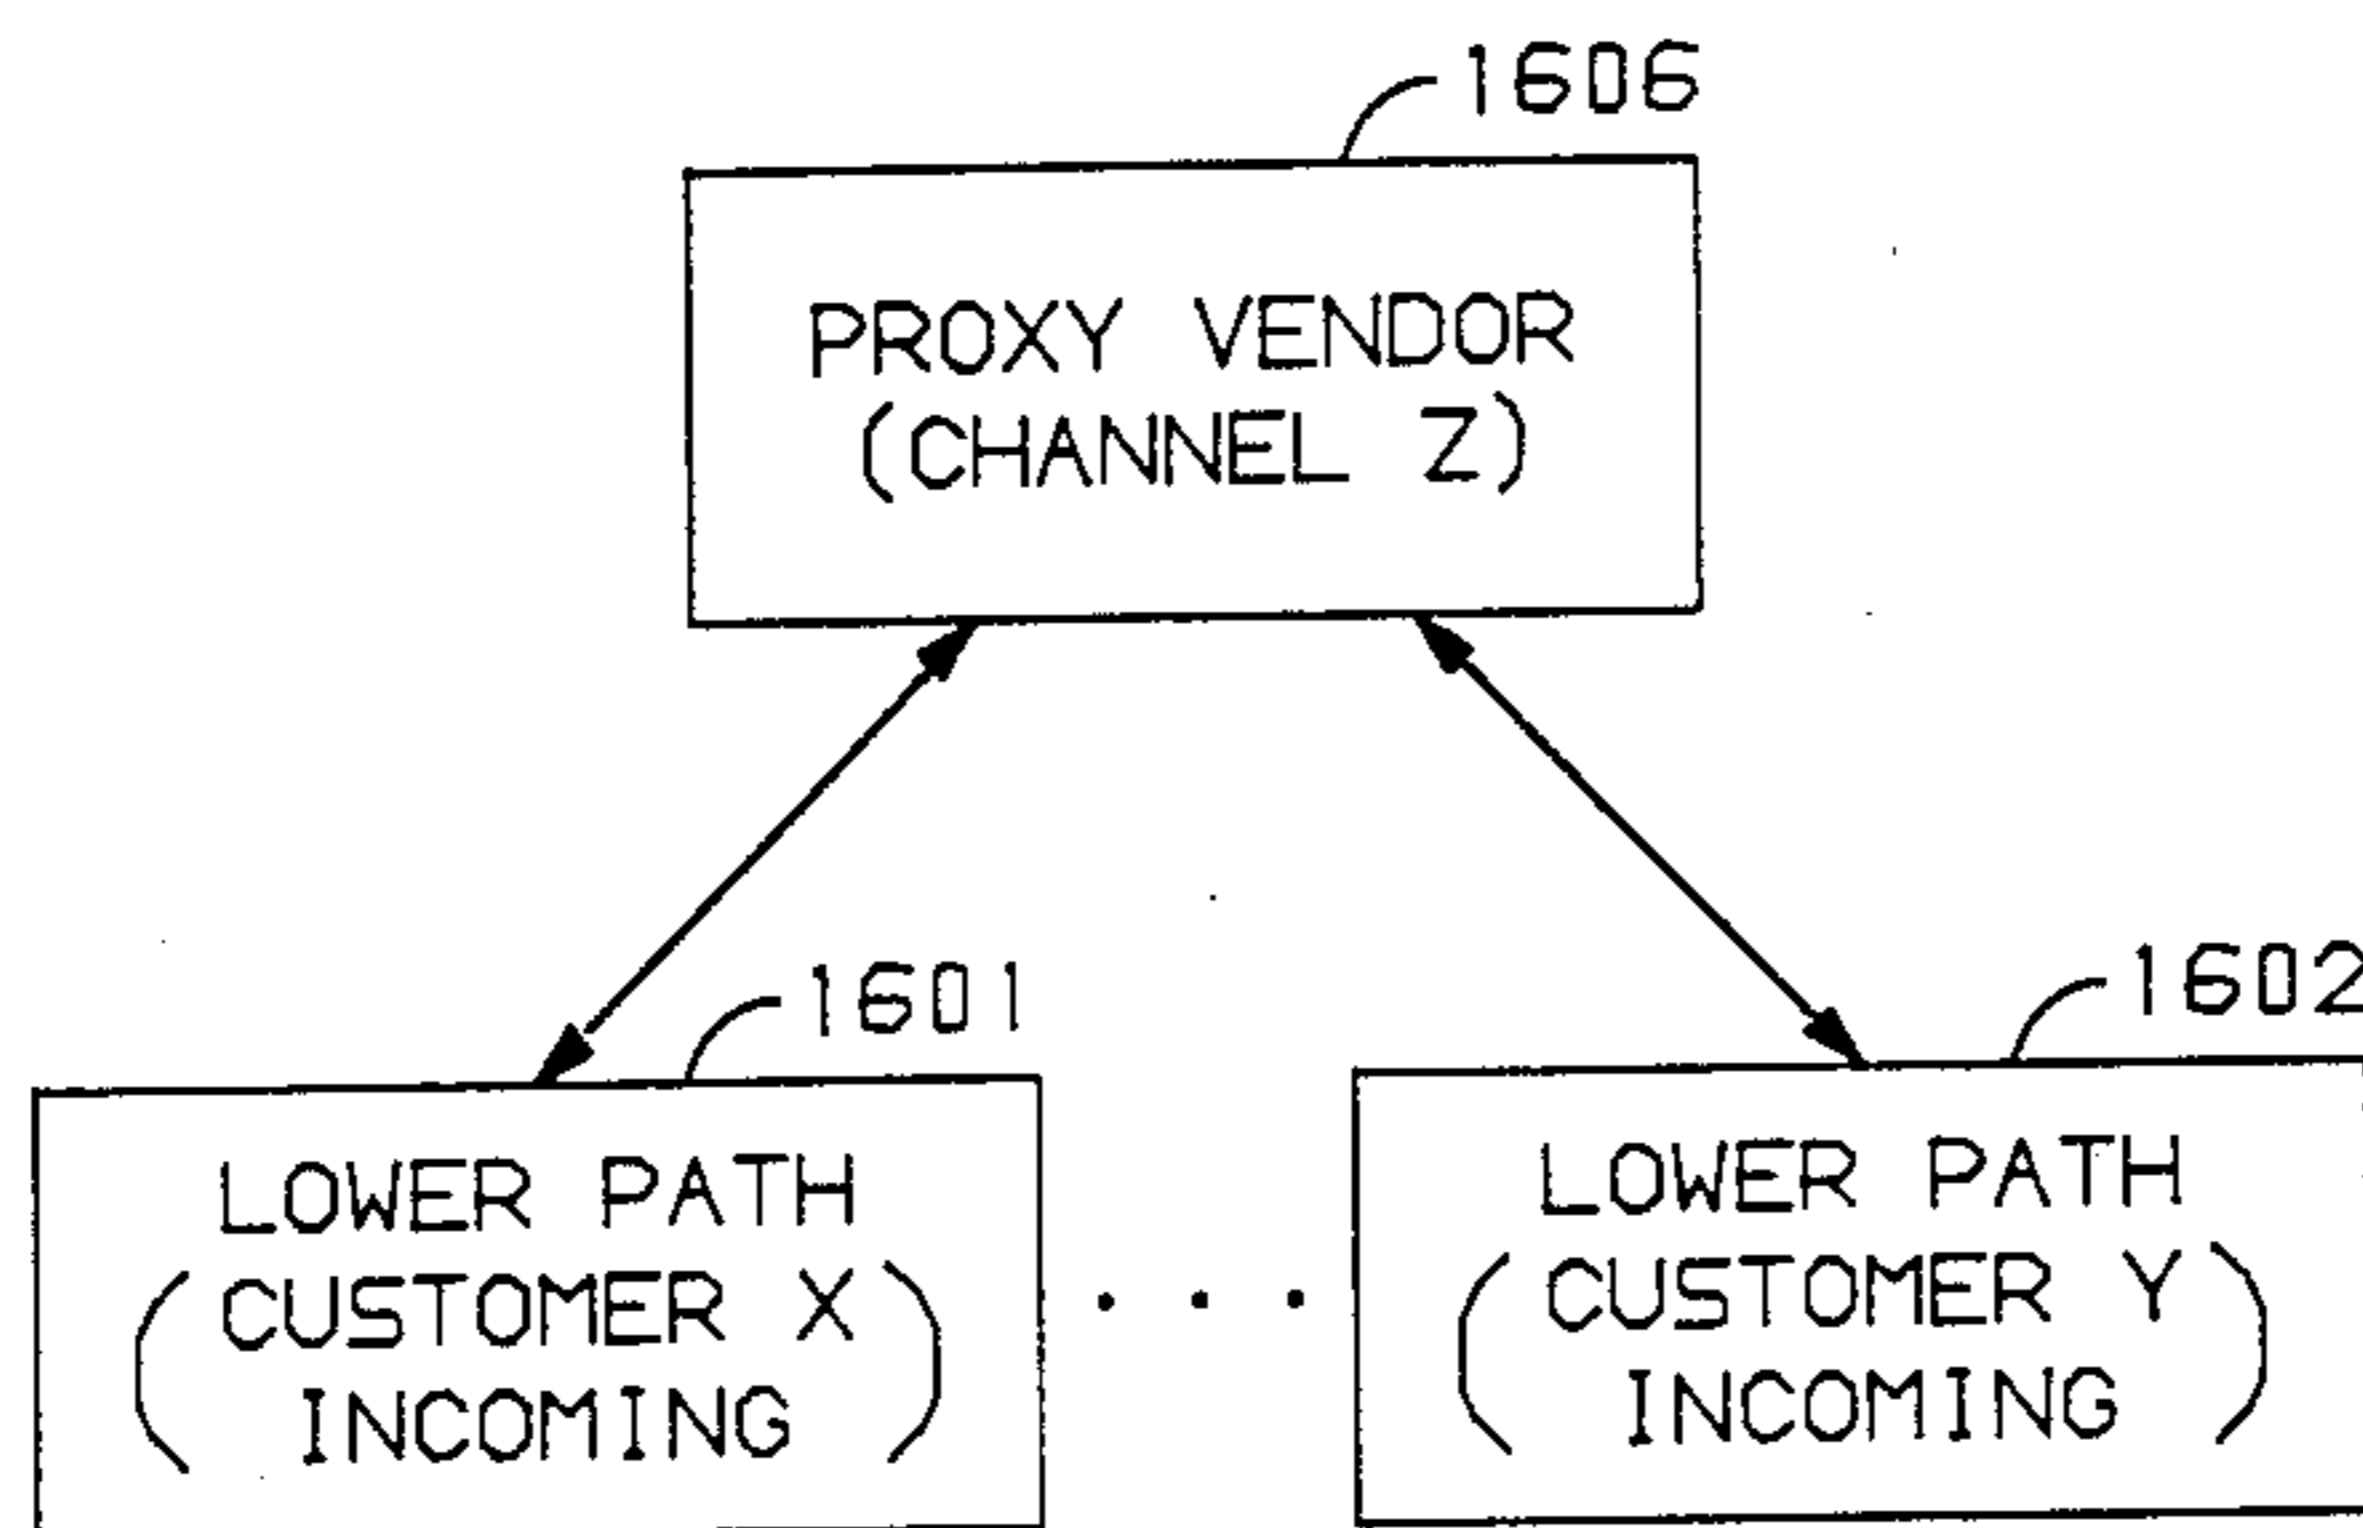 1606
PROXY VENDOR
(CHANNEL Z)
1601
1602
LOWER PATH
(CUSTOMER X
INCOMING)
. . .
LOWER PATH
(CUSTOMER Y
INCOMING)